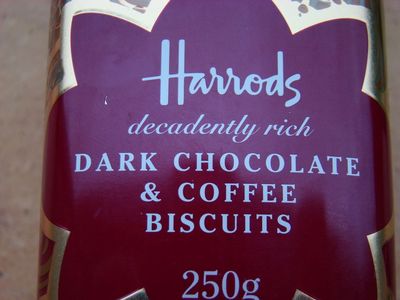 Harrods
decadently rich
DARK CHOCOLATE
& COFFEE
BISCUITS
250g